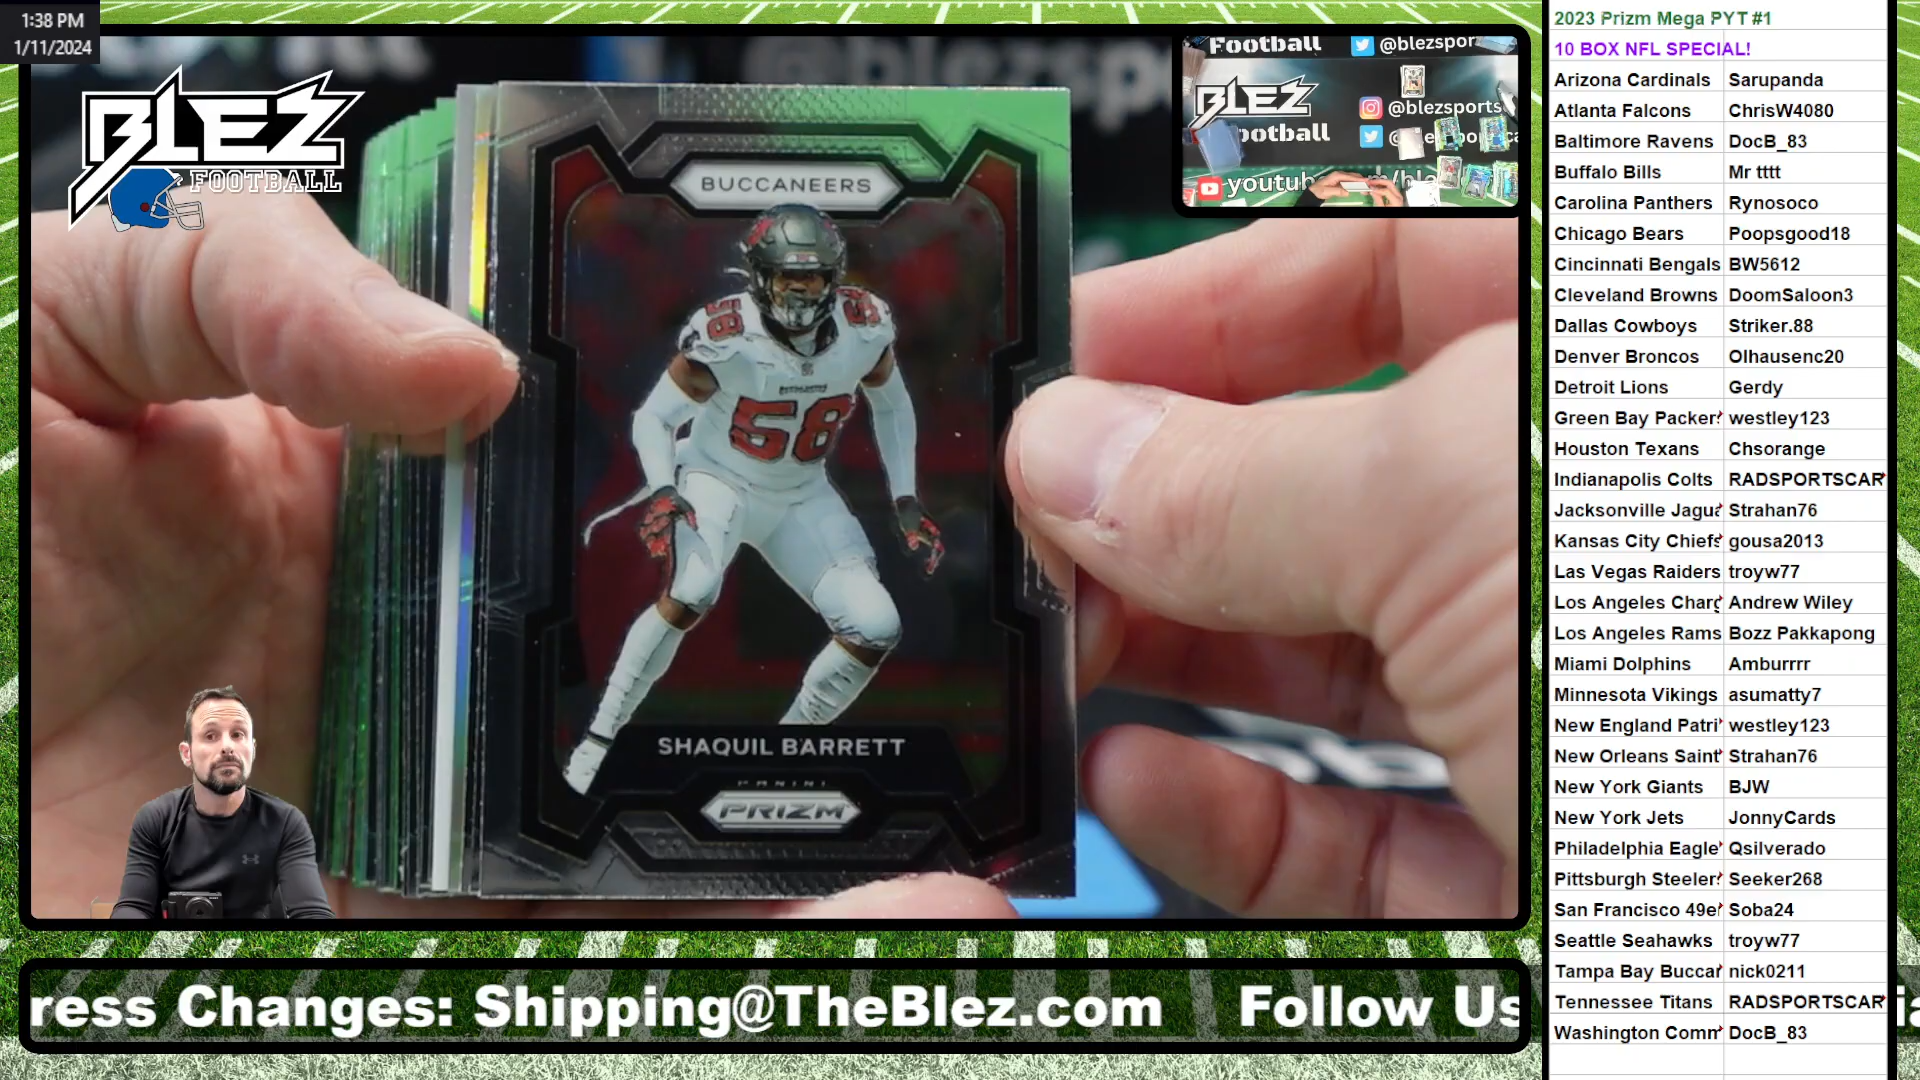 1:38 PM
1/11/2024
BLEZ
FOOTBALL
BUCCANEERS
58
SHAQUIL BARRETT
PANINI
PRIZM
Football @blezspor
BLEZ
@blezsports
ootball
youtub
ress Changes: Shipping@TheBlez.com Follow Us
2023 Prizm Mega PYT #1
10 BOX NFL SPECIAL!
Arizona Cardinals Sarupanda
Atlanta Falcons ChrisW4080
Baltimore Ravens DocB_83
Buffalo Bills Mr tttt
Carolina Panthers Rynosoco
Chicago Bears Poopsgood18
Cincinnati Bengals BW5612
Cleveland Browns DoomSaloon3
Dallas Cowboys Striker.88
Denver Broncos Olhausenc20
Detroit Lions Gerdy
Green Bay Packer westley123
Houston Texans Chsorange
Indianapolis Colts RADSPORTSCAR
Jacksonville Jagua Strahan76
Kansas City Chiefs gousa2013
Las Vegas Raiders troyw77
Los Angeles Charg Andrew Wiley
Los Angeles Rams Bozz Pakkapong
Miami Dolphins Amburrrr
Minnesota Vikings asumatty7
New England Patri westley123
New Orleans Saint Strahan76
New York Giants BJW
New York Jets JonnyCards
Philadelphia Eagle Qsilverado
Pittsburgh Steeler Seeker268
San Francisco 49er Soba24
Seattle Seahawks troyw77
Tampa Bay Buccar nick0211
Tennessee Titans RADSPORTSCAR
Washington Comm DocB_83